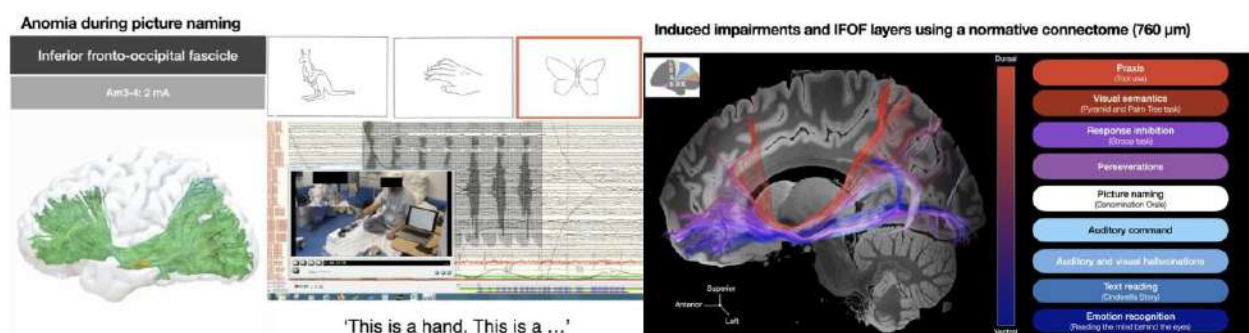 Anomia during picture naming
Inferior fronto-occipital fascicle
Am3-4: 2 mA
'This is a hand. This is a ...'
Induced impairments and IFOF layers using a normative connectome (760 µm)
Dorsal
Ventral
Superior
Anterior
Left
Praxis
(Tool use)
Visual semantics
(Pyramid and Palm Tree task)
Response inhibition
(Stroop task)
Perseverations
Picture naming
(Denomination Orale)
Auditory command
Auditory and visual hallucinations
Text reading
(Cinderella Story)
Emotion recognition
(Reading the mind behind the eyes)